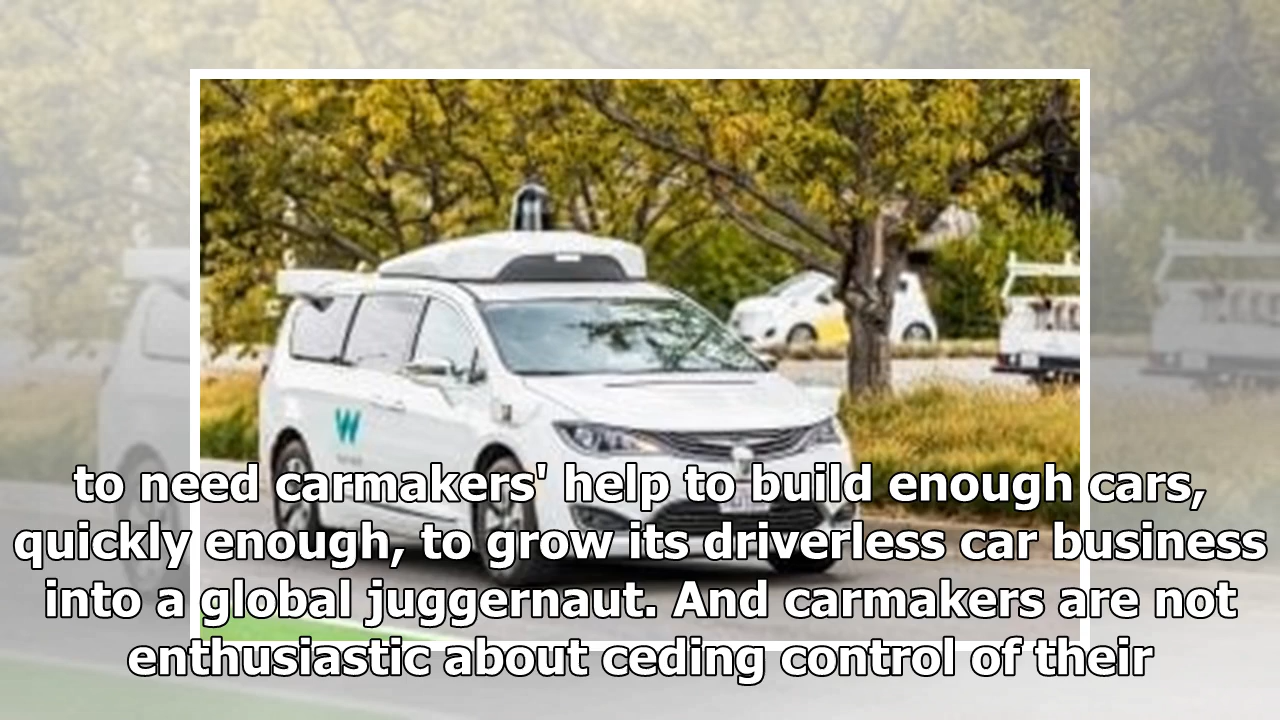 to need carmakers' help to build enough cars,
quickly enough, to grow its driverless car business
into a global juggernaut. And carmakers are not
enthusiastic about ceding control of their